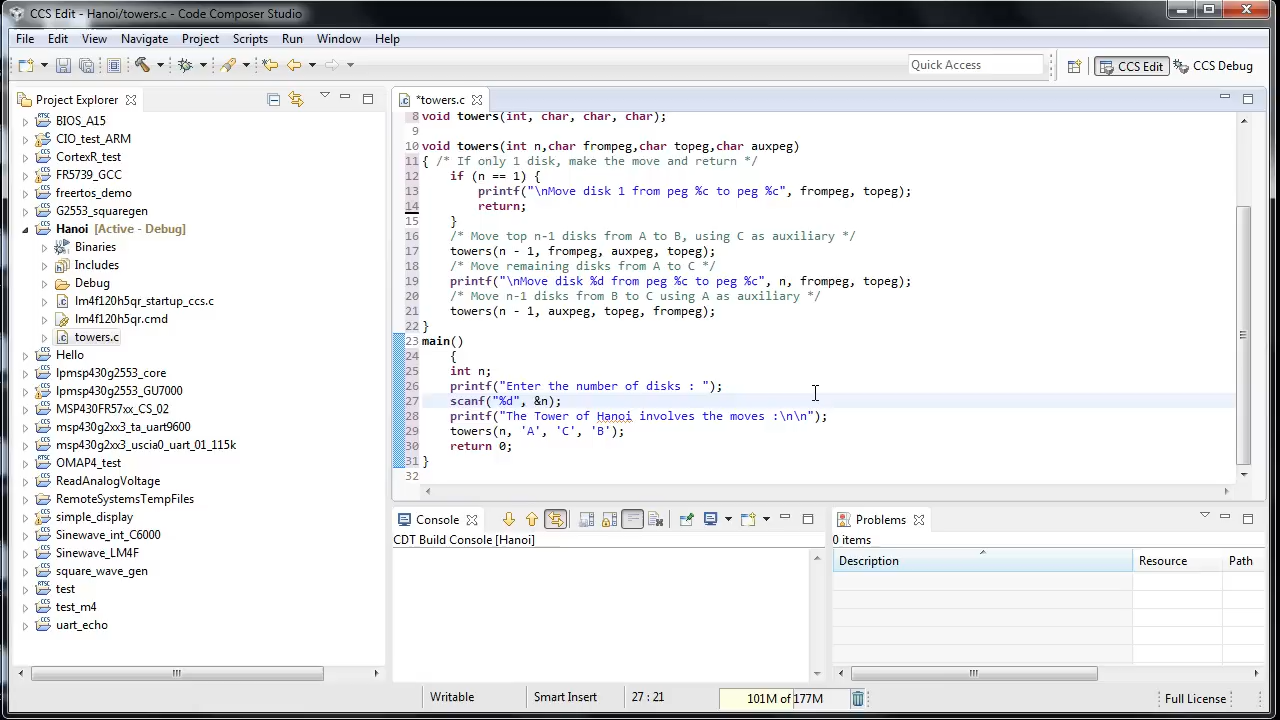 CCS Edit - Hanoi/towers.c - Code Composer Studio
File Edit View Navigate Project Scripts Run Window Help
Quick Access
CCS Edit
CCS Debug
Project Explorer
BIOS_A15
CIO_test_ARM
CortexR_test
FR5739_GCC
freertos_demo
G2553_squaregen
Hanoi [Active - Debug]
Binaries
Includes
Debug
lm4f120h5qr_startup_ccs.c
lm4f120h5qr.cmd
towers.c
Hello
lpmsp430g2553_core
lpmsp430g2553_GU7000
MSP430FR57xx_CS_02
msp430g2xx3_ta_uart9600
msp430g2xx3_uscia0_uart_01_115k
OMAP4_test
ReadAnalogVoltage
RemoteSystemsTempFiles
simple_display
Sinewave_int_C6000
Sinewave_LM4F
square_wave_gen
test
test_m4
uart_echo
*towers.c
8 void towers(int, char, char, char);
9
10 void towers(int n,char frompeg,char topeg,char auxpeg)
11 { /* If only 1 disk, make the move and return */
12 if (n == 1) {
13 printf("\nMove disk 1 from peg %c to peg %c", frompeg, topeg);
14 return;
15 }
16 /* Move top n-1 disks from A to B, using C as auxiliary */
17 towers(n - 1, frompeg, auxpeg, topeg);
18 /* Move remaining disks from A to C */
19 printf("\nMove disk %d from peg %c to peg %c", n, frompeg, topeg);
20 /* Move n-1 disks from B to C using A as auxiliary */
21 towers(n - 1, auxpeg, topeg, frompeg);
22 }
23 main()
24 {
25 int n;
26 printf("Enter the number of disks : ");
27 scanf("%d", &n);
28 printf("The Tower of Hanoi involves the moves :\n\n");
29 towers(n, 'A', 'C', 'B');
30 return 0;
31 }
32
Console
CDT Build Console [Hanoi]
Problems
0 items
Description Resource Path
Writable Smart Insert 27 : 21 101M of 177M Full License